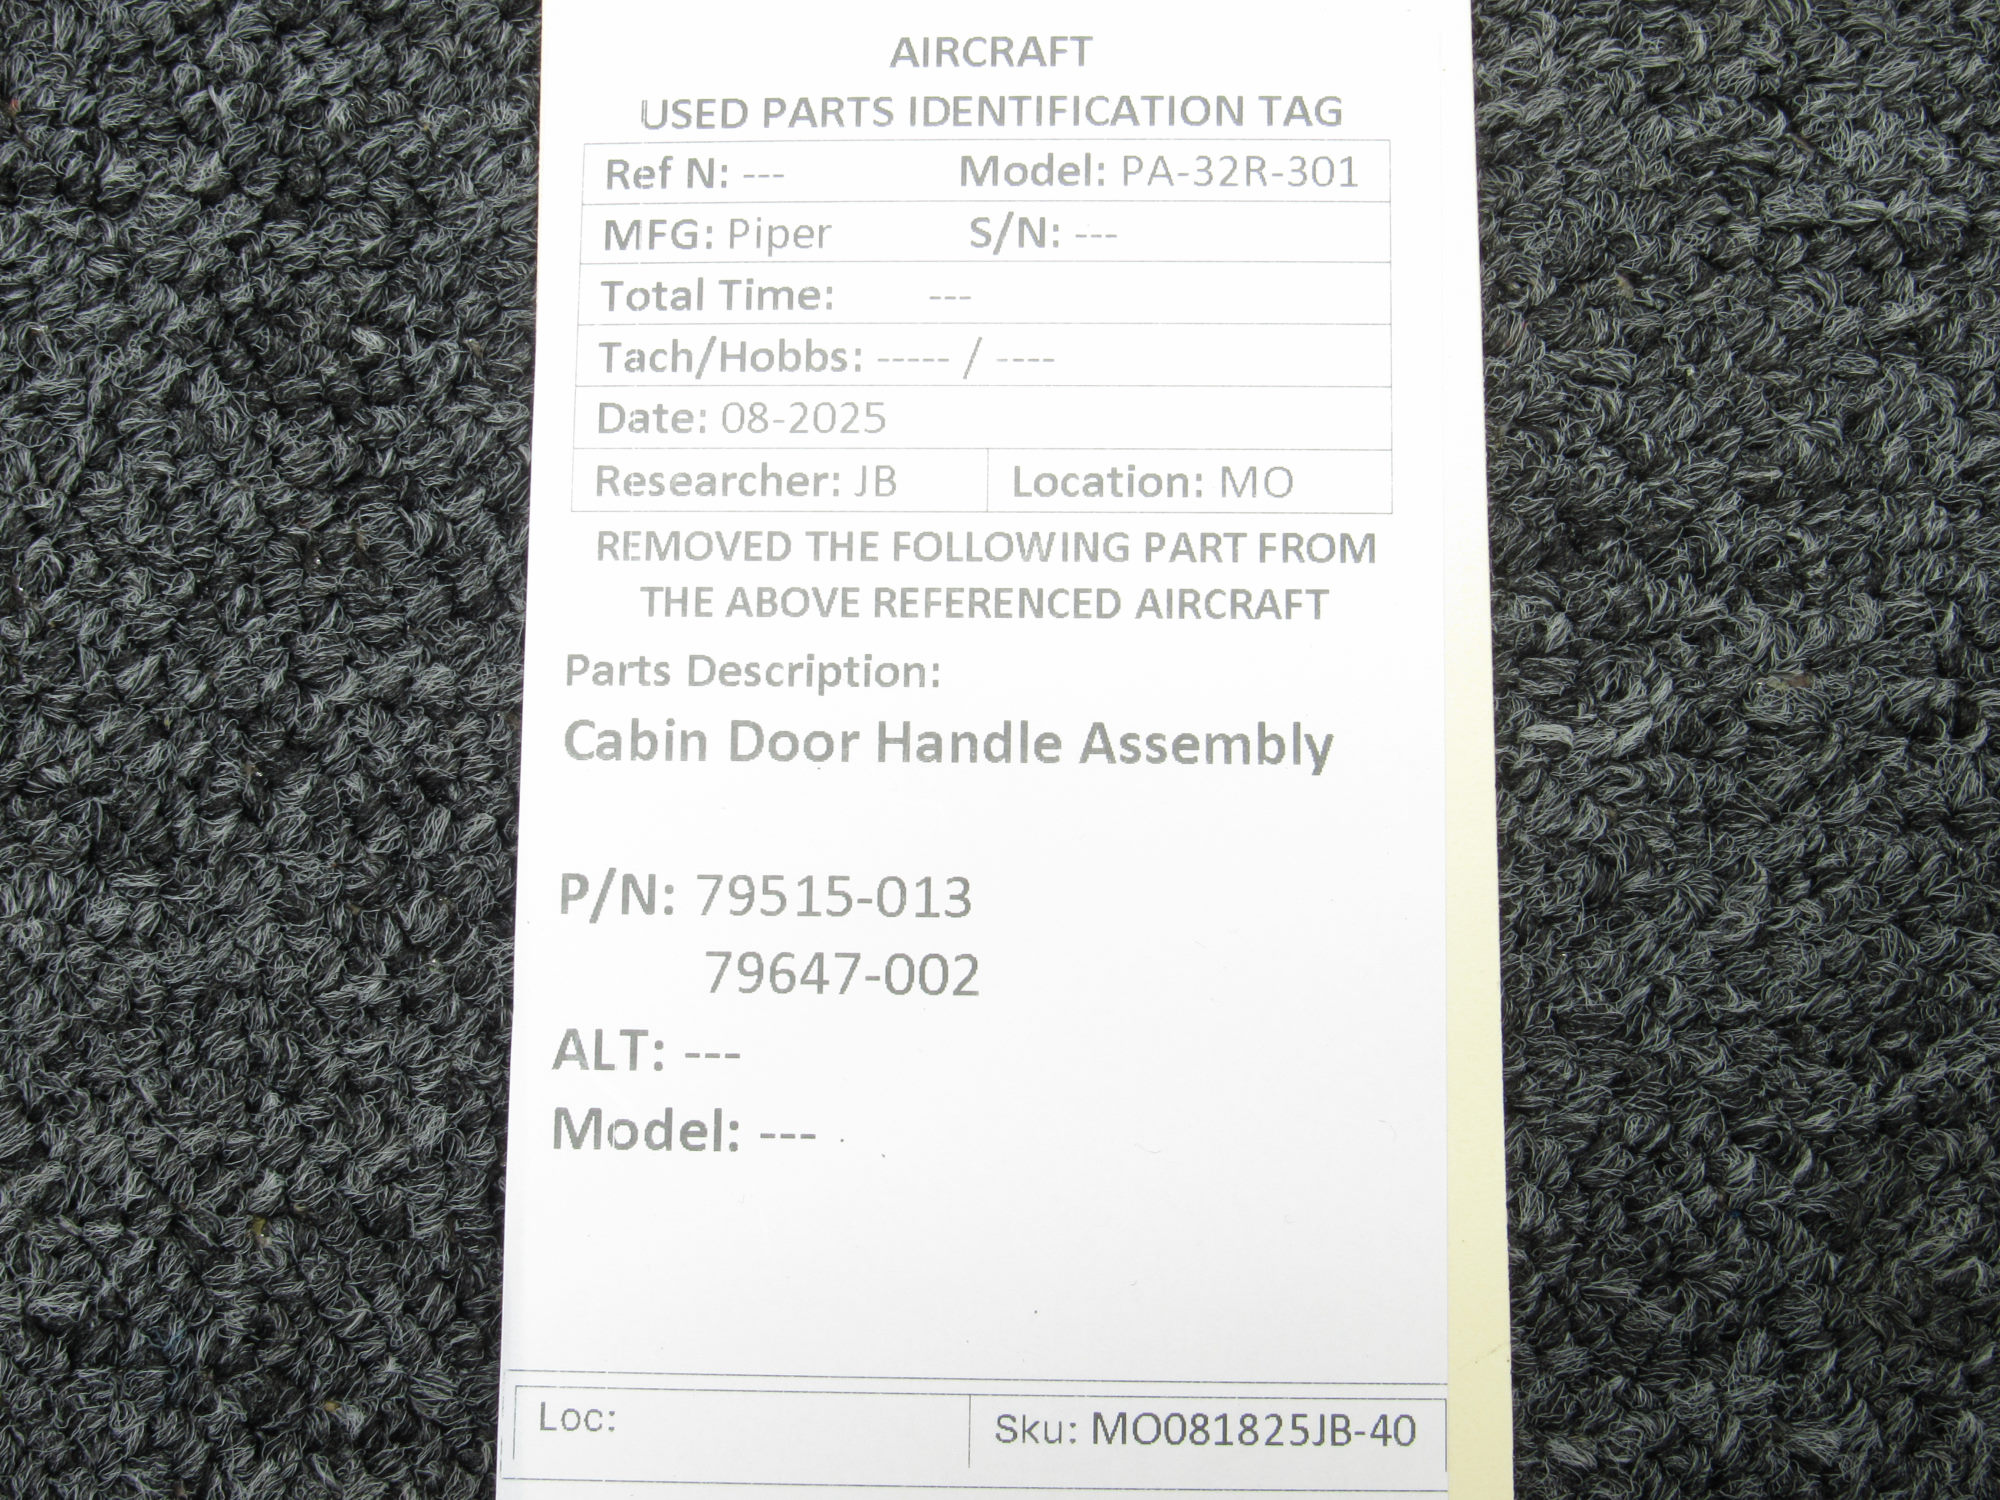 AIRCRAFT
USED PARTS IDENTIFICATION TAG
Ref N: --- Model: PA-32R-301
MFG: Piper S/N: ---
Total Time: ---
Tach/Hobbs: ----- / ----
Date: 08-2025
Researcher: JB Location: MO
REMOVED THE FOLLOWING PART FROM
THE ABOVE REFERENCED AIRCRAFT
Parts Description:
Cabin Door Handle Assembly
P/N: 79515-013
79647-002
ALT: ---
Model: ---
Loc: Sku: MO081825JB-40